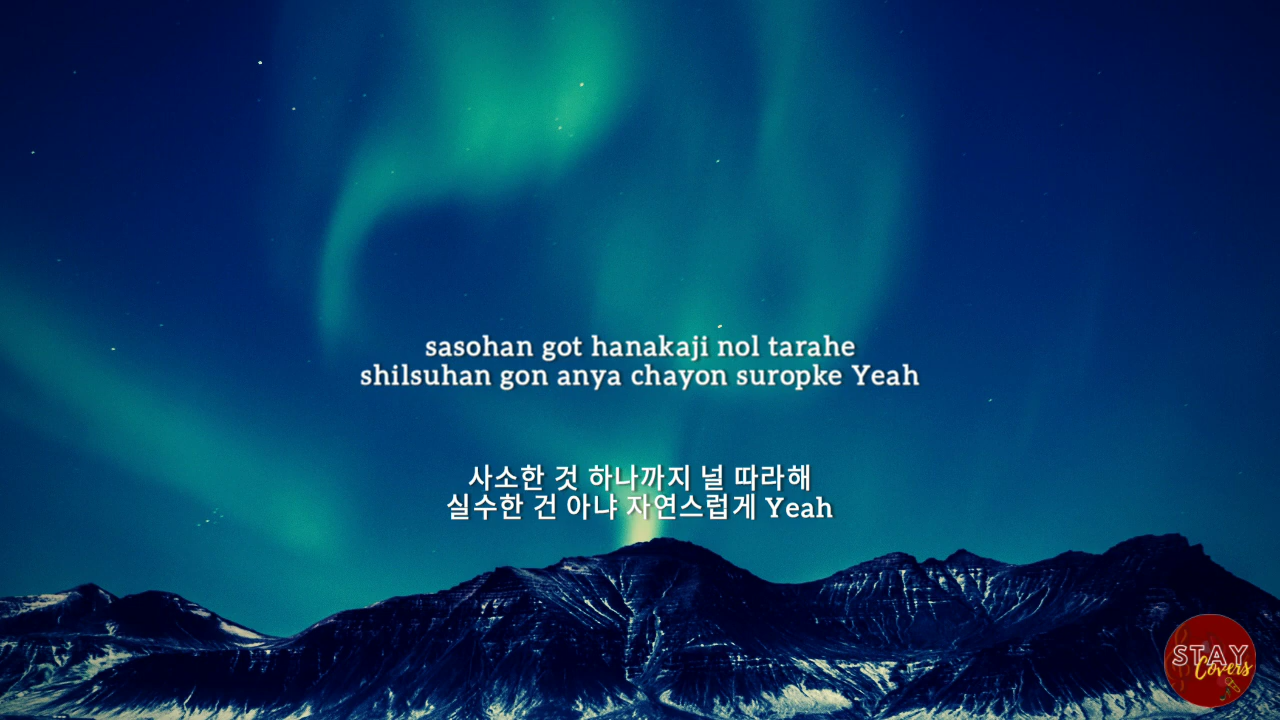 sasohan got hanakaji nol tarahe
shilsuhan gon anya chayon suropke Yeah
사소한 것 하나까지 널 따라해
실수한 건 아냐 자연스럽게 Yeah
STAY
Covers